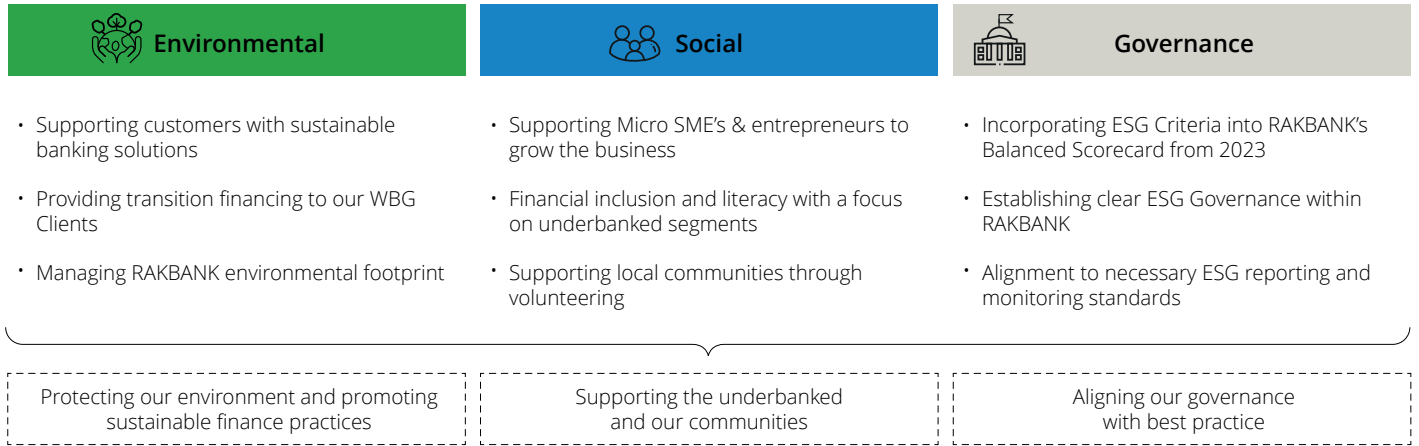 Environmental
• Supporting customers with sustainable
banking solutions
• Providing transition financing to our WBG
Clients
• Managing RAKBANK environmental footprint
Social
• Supporting Micro SME’s & entrepreneurs to
grow the business
• Financial inclusion and literacy with a focus
on underbanked segments
• Supporting local communities through
volunteering
Governance
• Incorporating ESG Criteria into RAKBANK’s
Balanced Scorecard from 2023
• Establishing clear ESG Governance within
RAKBANK
• Alignment to necessary ESG reporting and
monitoring standards
Protecting our environment and promoting
sustainable finance practices
Supporting the underbanked
and our communities
Aligning our governance
with best practice